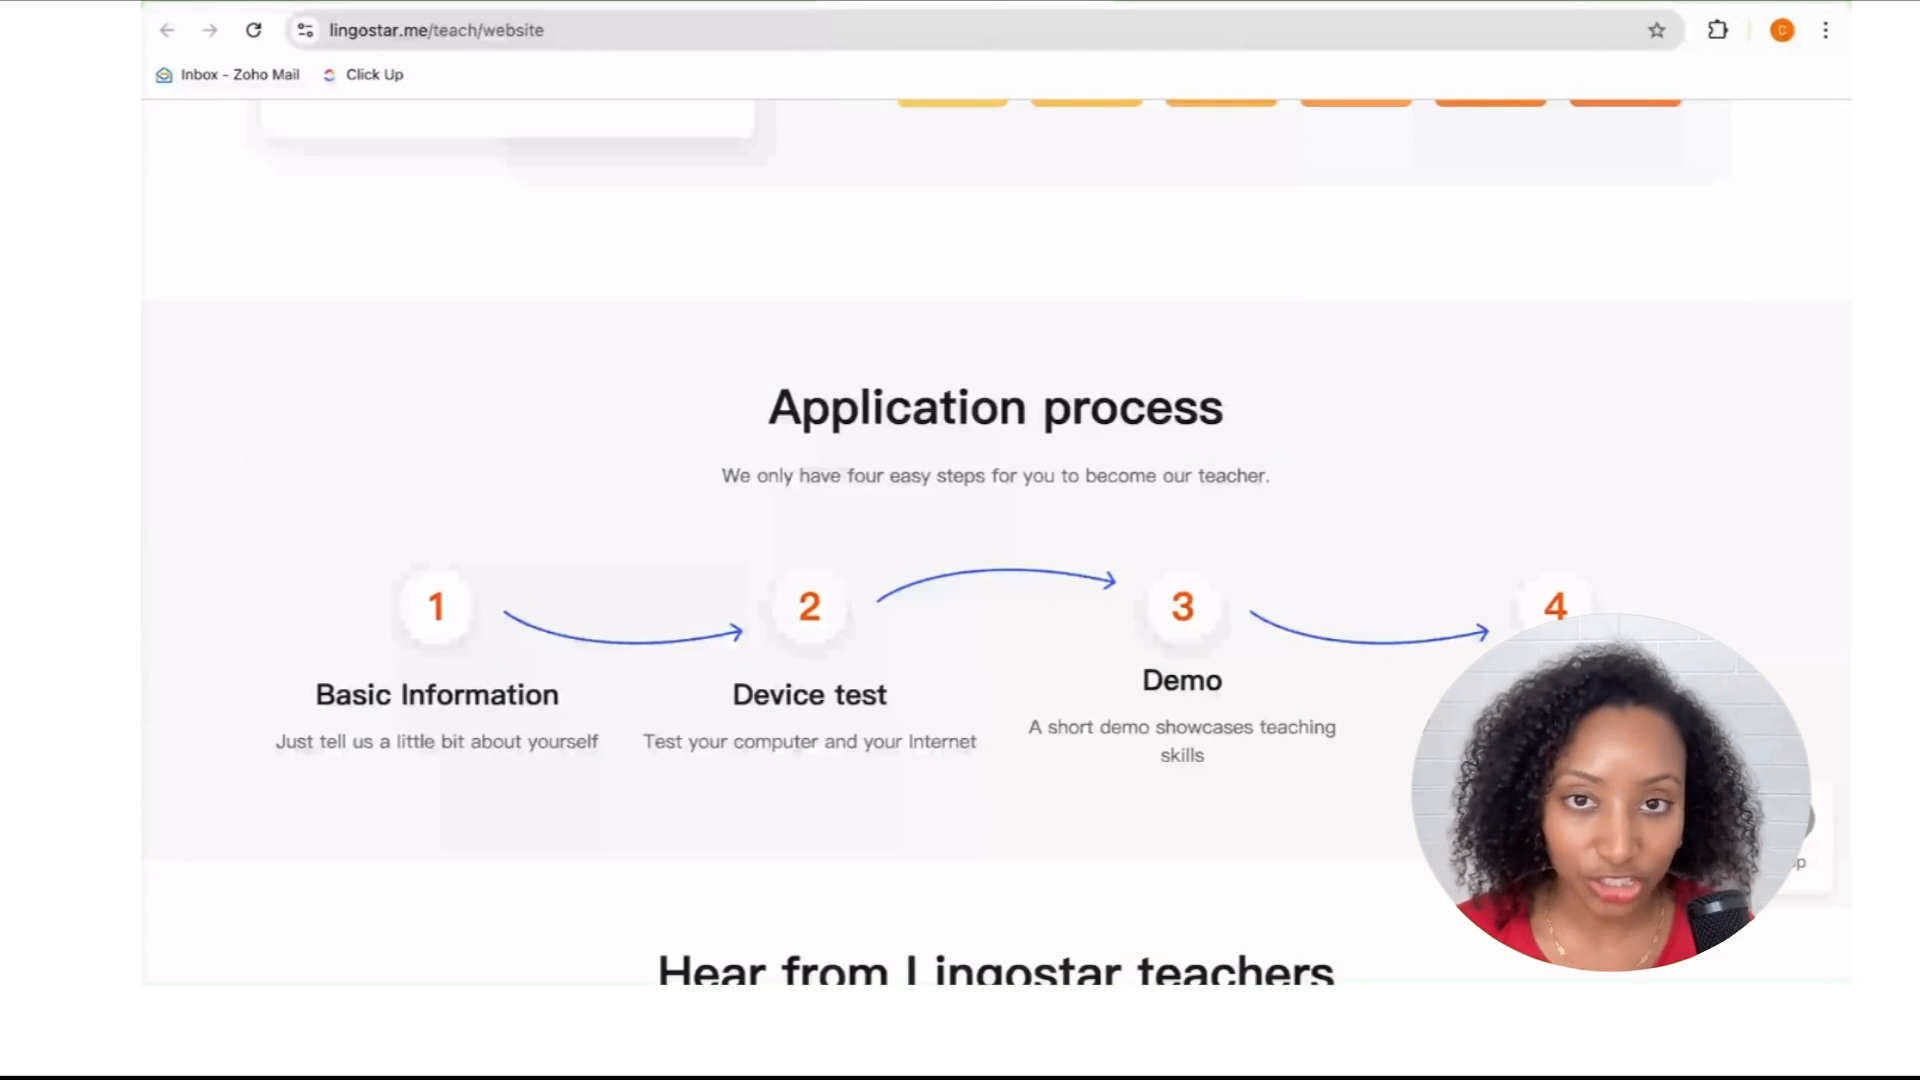 lingostar.me/teach/website
C
Inbox - Zoho Mail
Click Up
Application process
We only have four easy steps for you to become our teacher.
1
2
3
4
Basic Information
Just tell us a little bit about yourself
Device test
Test your computer and your Internet
Demo
A short demo showcases teaching
skills
Hear from Lingostar teachers